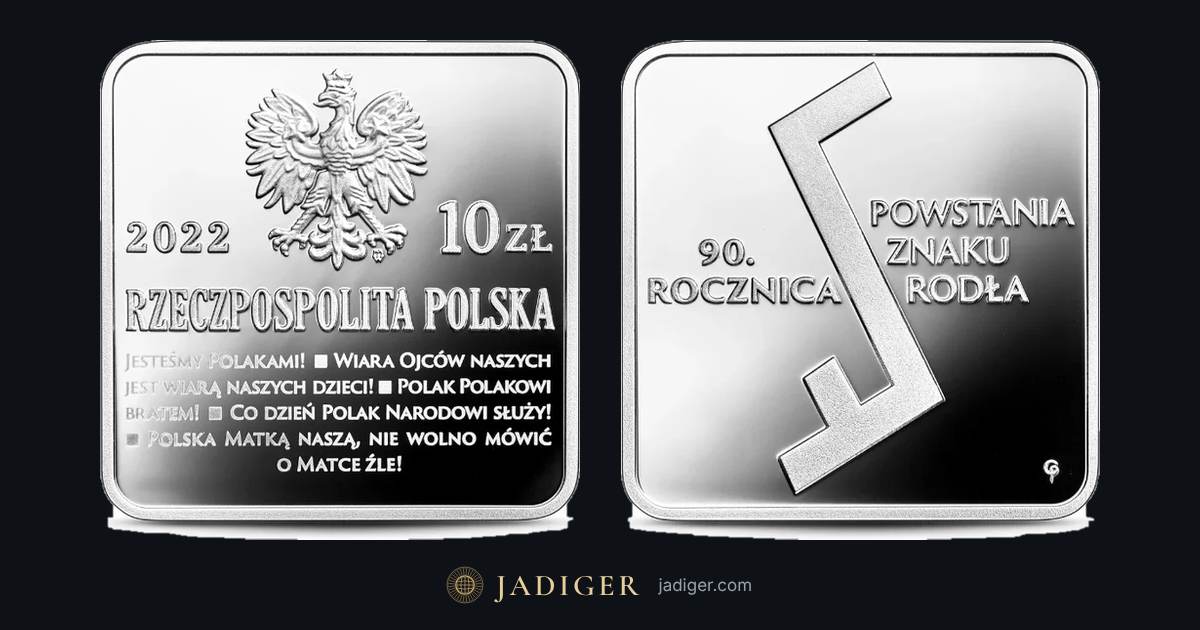 2022
10 ZŁ
RZECZPOSPOLITA POLSKA
JESTEŚMY POLAKAMI! ■ WIARA OJCÓW NASZYCH
JEST WIARĄ NASZYCH DZIECI! ■ POLAK POLAKOWI
BRATEM! ■ CO DZIEŃ POLAK NARODOWI SŁUŻY!
■ POLSKA MATKĄ NASZĄ, NIE WOLNO MÓWIĆ
O MATCE ŹLE!
90.
ROCZNICA
POWSTANIA
ZNAKU
RODŁA
JADIGER jadiger.com